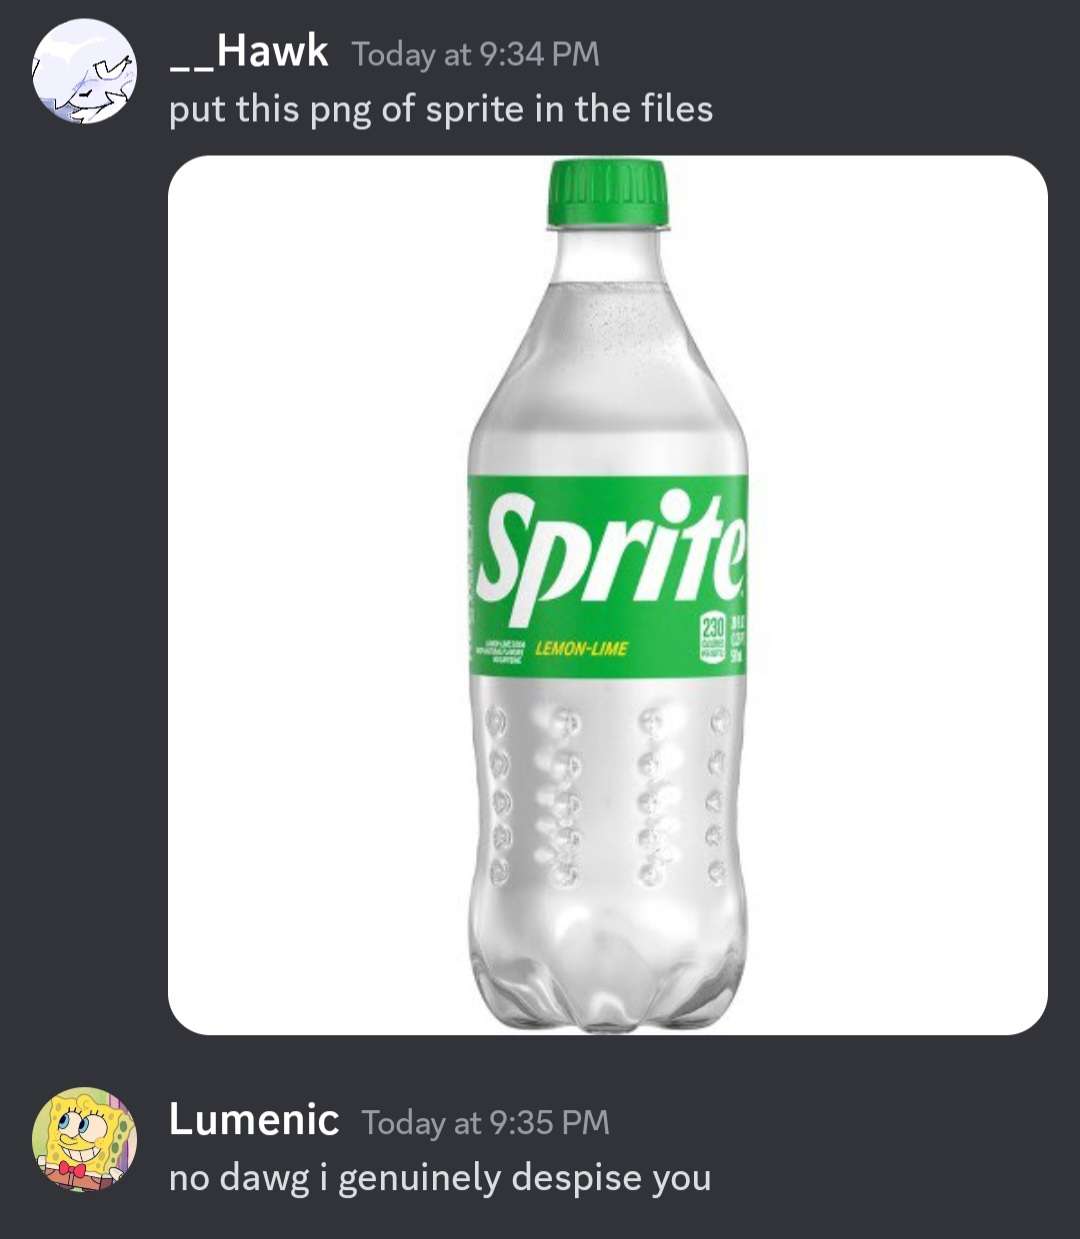 __Hawk Today at 9:34 PM
put this png of sprite in the files
Sprite
230
LEMON-LIME
Lumenic Today at 9:35 PM
no dawg i genuinely despise you